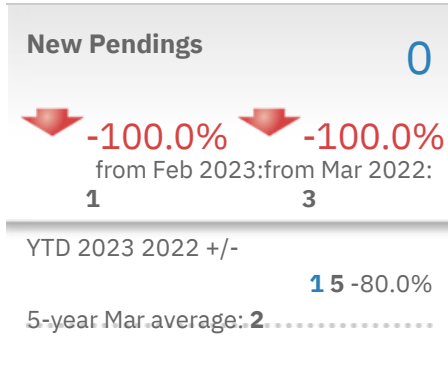 New Pendings 0
-100.0% -100.0%
from Feb 2023:from Mar 2022:
1 3
YTD 2023 2022 +/-
1 5 -80.0%
5-year Mar average: 2